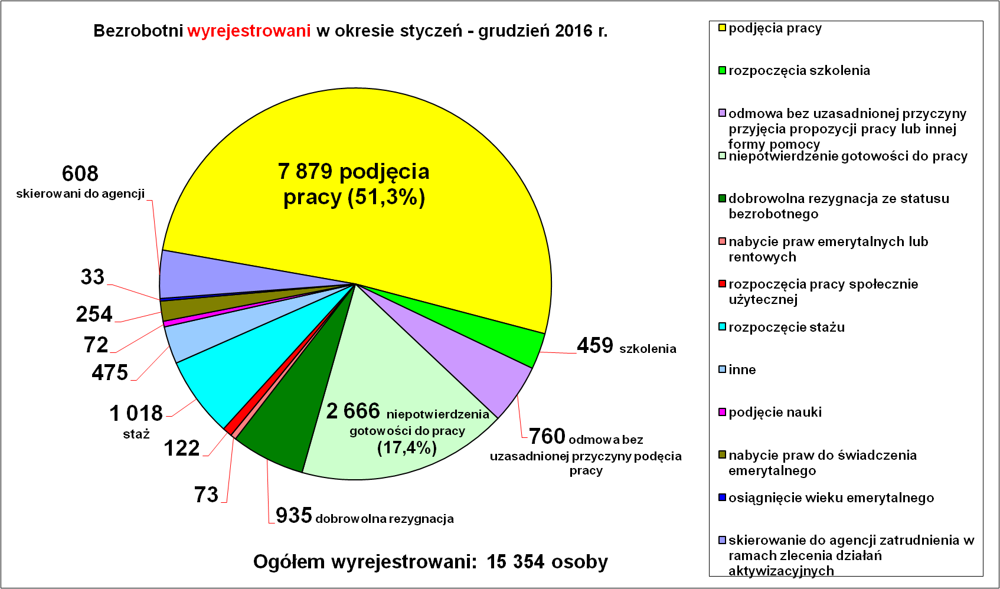 Bezrobotni wyrejestrowani w okresie styczeń - grudzień 2016 r.
7 879 podjęcia
pracy (51,3%)
608
skierowani do agencji
33
254
72
475
1 018
staż
122
73
935 dobrowolna rezygnacja
2 666 niepotwierdzenia
gotowości do pracy
(17,4%)
760 odmowa bez
uzasadnionej przyczyny podęcia
pracy
459 szkolenia
Ogółem wyrejestrowani: 15 354 osoby
podjęcia pracy
rozpoczęcia szkolenia
odmowa bez uzasadnionej przyczyny
przyjęcia propozycji pracy lub innej
formy pomocy
niepotwierdzenie gotowości do pracy
dobrowolna rezygnacja ze statusu
bezrobotnego
nabycie praw emerytalnych lub
rentowych
rozpoczęcia pracy społecznie
użytecznej
rozpoczęcie stażu
inne
podjęcie nauki
nabycie praw do świadczenia
emerytalnego
osiągnięcie wieku emerytalnego
skierowanie do agencji zatrudnienia w
ramach zlecenia działań
aktywizacyjnych